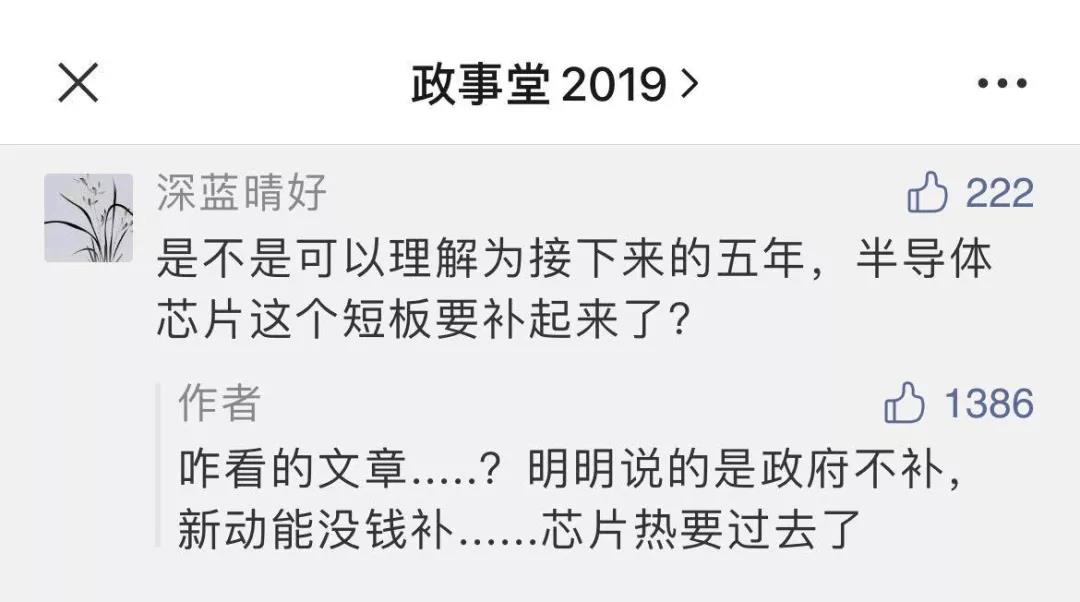 政事堂2019
深蓝晴好
222
是不是可以理解为接下来的五年，半导体
芯片这个短板要补起来了？
作者
1386
咋看的文章.....？明明说的是政府不补，
新动能没钱补......芯片热要过去了